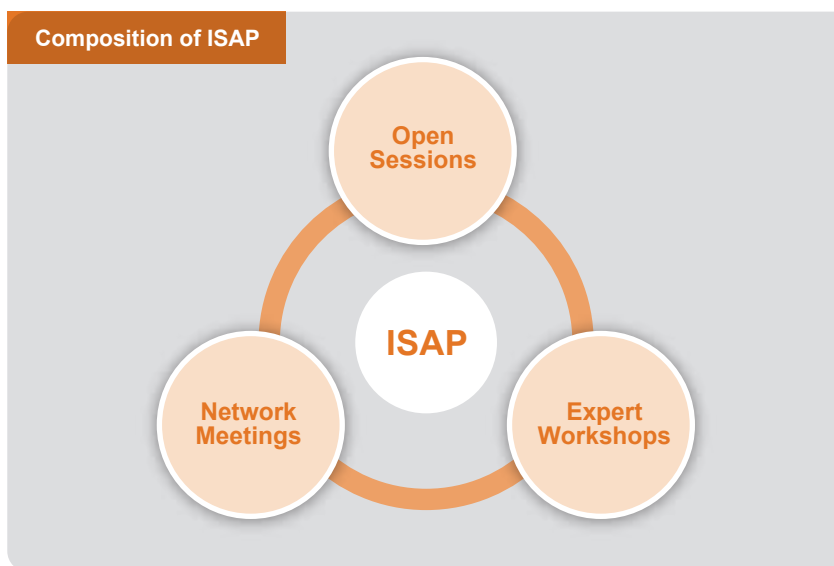 Composition of ISAP
Open
Sessions
ISAP
Network
Meetings
Expert
Workshops